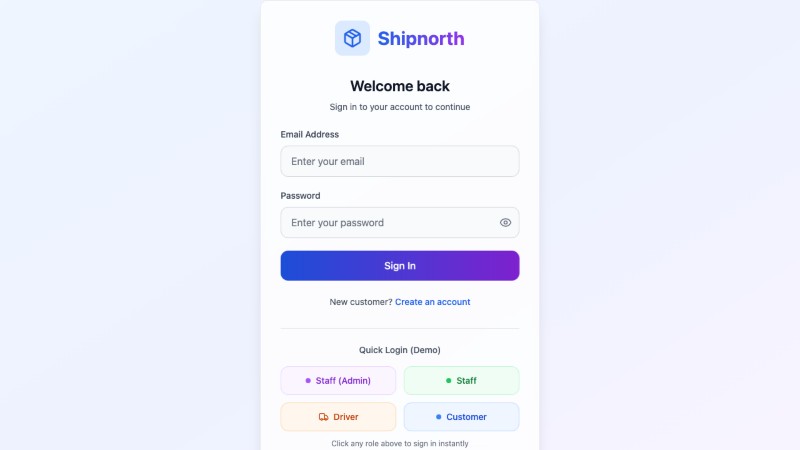 Shipnorth
Welcome back
Sign in to your account to continue
Email Address
Enter your email
Password
Enter your password
Sign In
New customer? Create an account
Quick Login (Demo)
Staff (Admin)
Staff
Driver
Customer
Click any role above to sign in instantly